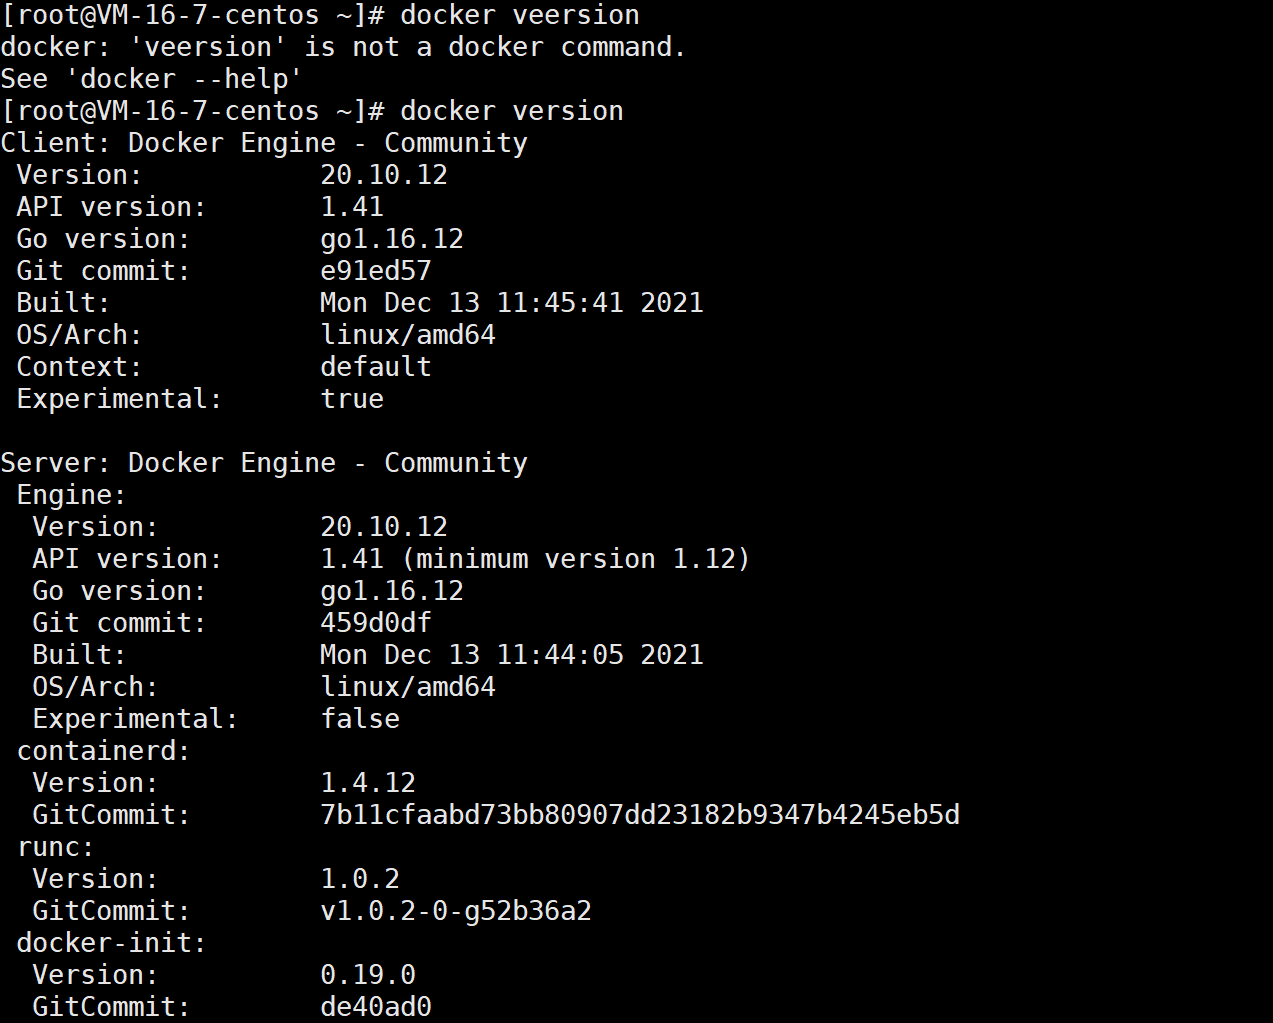 [root@VM-16-7-centos ~]# docker veersion
docker: 'veersion' is not a docker command.
See 'docker --help'
[root@VM-16-7-centos ~]# docker version
Client: Docker Engine - Community
 Version:           20.10.12
 API version:       1.41
 Go version:        go1.16.12
 Git commit:        e91ed57
 Built:             Mon Dec 13 11:45:41 2021
 OS/Arch:           linux/amd64
 Context:           default
 Experimental:      true

Server: Docker Engine - Community
 Engine:
  Version:          20.10.12
  API version:      1.41 (minimum version 1.12)
  Go version:       go1.16.12
  Git commit:       459d0df
  Built:            Mon Dec 13 11:44:05 2021
  OS/Arch:          linux/amd64
  Experimental:     false
 containerd:
  Version:          1.4.12
  GitCommit:        7b11cfaabd73bb80907dd23182b9347b4245eb5d
 runc:
  Version:          1.0.2
  GitCommit:        v1.0.2-0-g52b36a2
 docker-init:
  Version:          0.19.0
  GitCommit:        de40ad0